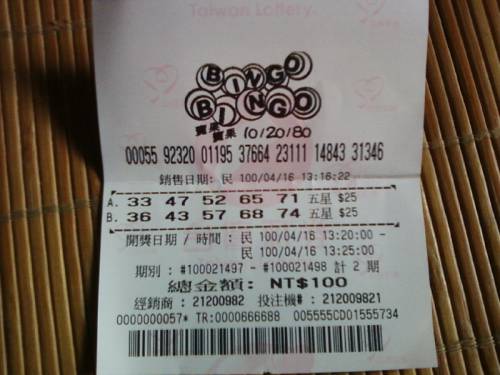 Taiwan Lottery
BINGO
BINGO
賓果
賓果 10/20/80
00055 92320 01195 37664 23111 14843 31346
銷售日期: 民 100/04/16 13:16:22
A. 33 47 52 65 71 五星 $25
B. 36 43 57 68 74 五星 $25
開獎日期 / 時間 : 民 100/04/16 13:20:00 -
民 100/04/16 13:25:00
期別 : #100021497 - #100021498 計 2 期
總金額: NT$100
經銷商 : 21200982 投注機# : 212009821
0000000057* TR:0000666688 005555CD01555734